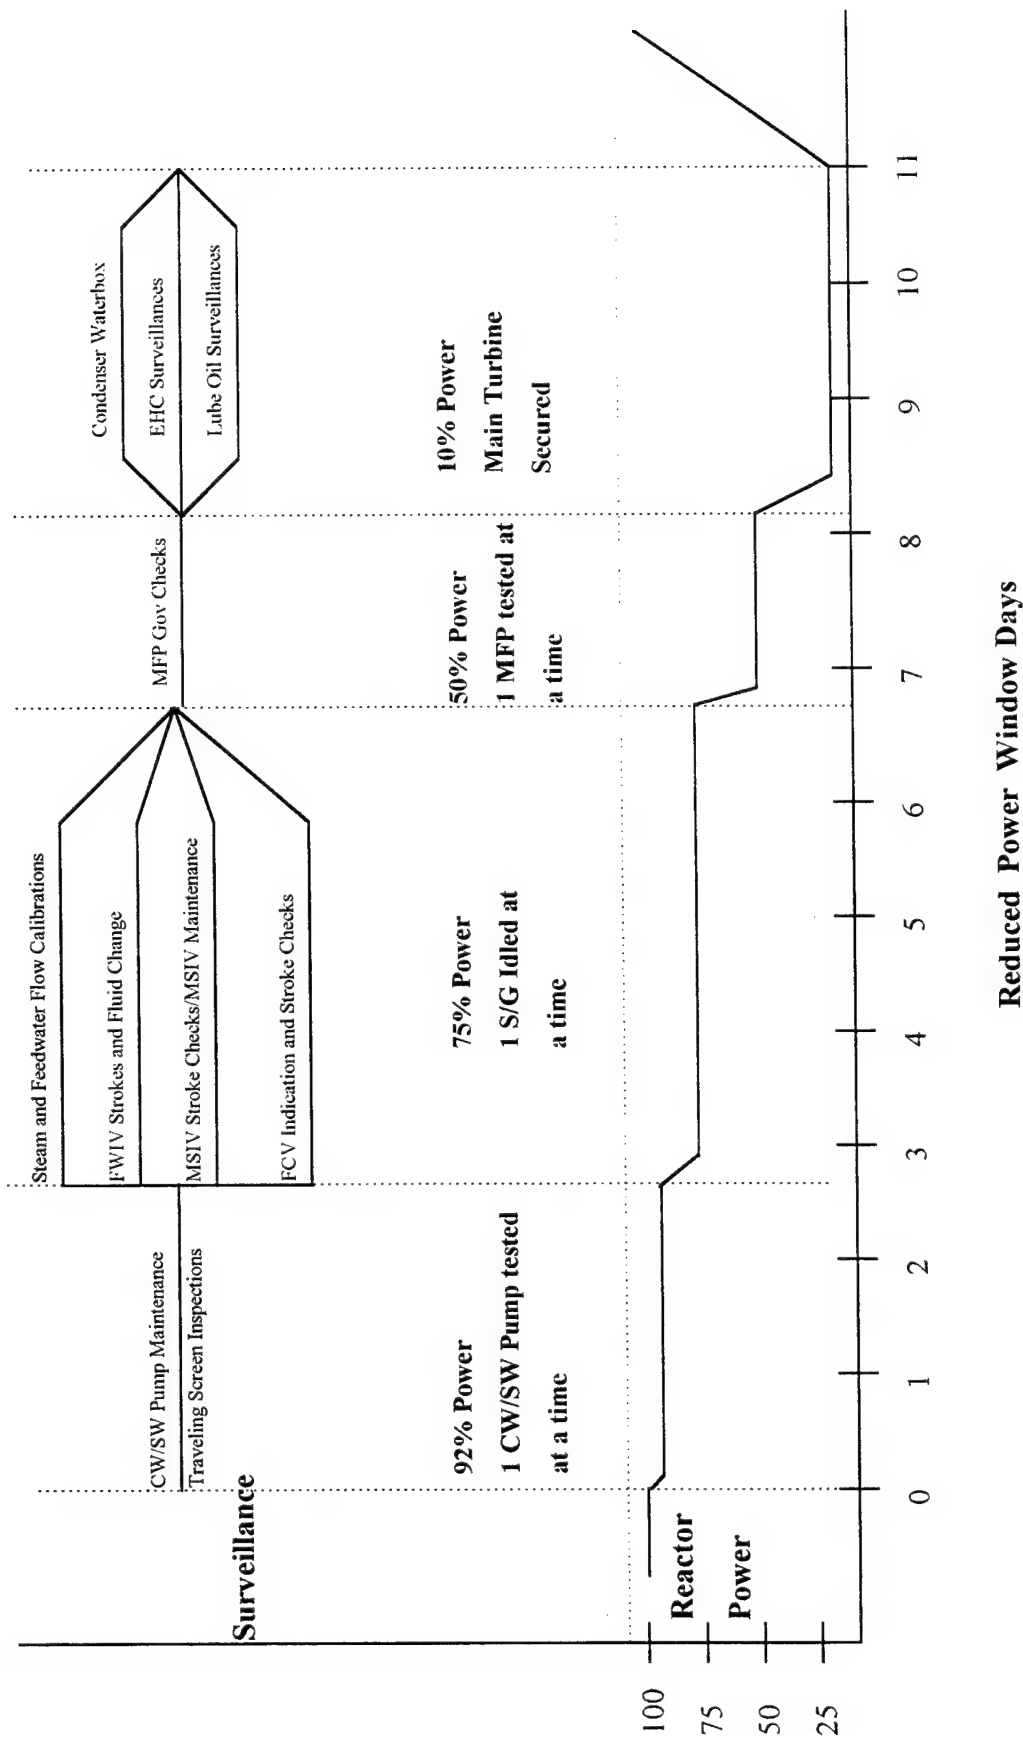 Steam and Feedwater Flow Calibrations
FWIV Strokes and Fluid Change
MSIV Stroke Checks/MSIV Maintenance
FCV Indication and Stroke Checks
CW/SW Pump Maintenance
Traveling Screen Inspections
MFP Gov Checks
Condenser Waterbox
EHC Surveillances
Lube Oil Surveillances
Surveillance
92% Power
1 CW/SW Pump tested
at a time
75% Power
1 S/G Idled at
a time
50% Power
1 MFP tested at
a time
10% Power
Main Turbine
Secured
100
75
50
25
Reactor
Power
0
1
2
3
4
5
6
7
8
9
10
11
Reduced Power Window Days